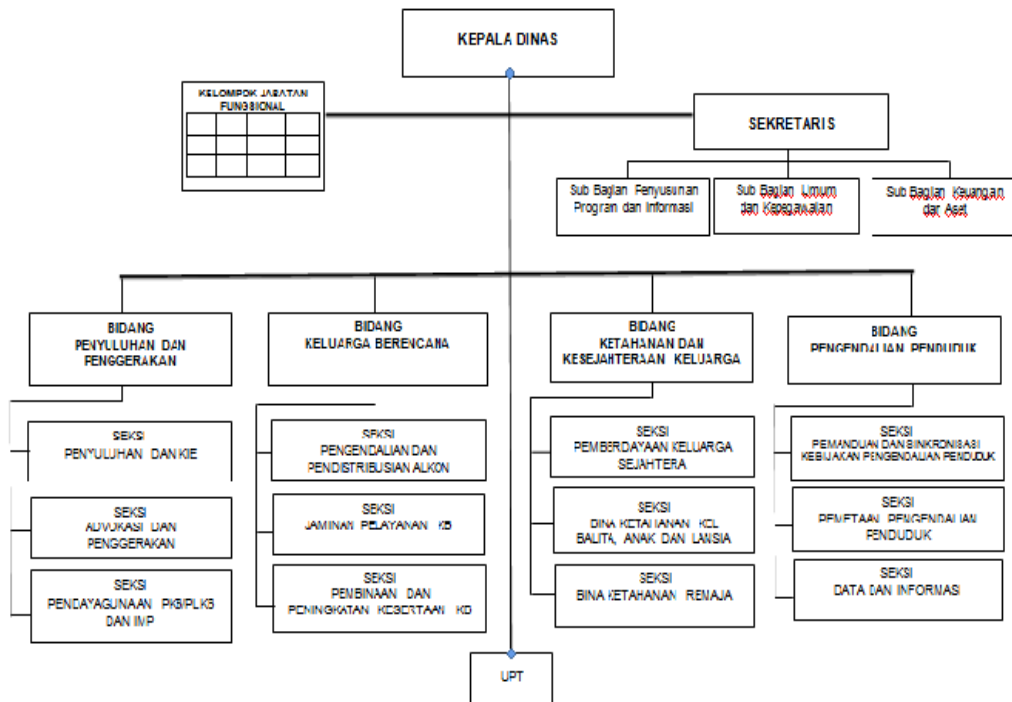 KEPALA DINAS
KELOMPOK JABATAN
FUNGSIONAL
SEKRETARIS
Sub Bagian Penyusunan
Program dan Informasi
Sub Bagian Umum
dan Kepegawaian
Sub Bagian Keuangan
dan Aset
BIDANG
PENYULUHAN DAN
PENGGERAKAN
BIDANG
KELUARGA BERENCANA
BIDANG
KETAHANAN DAN
KESEJAHTERAAN KELUARGA
BIDANG
PENGENDALIAN PENDUDUK
SEKSI
PENYULUHAN DAN KIE
SEKSI
PENGENDALIAN DAN
PENDISTRIBUSIAN ALKON
SEKSI
PEMBERDAYAAN KELUARGA
SEJAHTERA
SEKSI
PEMANDUAN DAN SINKRONISASI
KEBIJAKAN PENGENDALIAN PENDUDUK
SEKSI
ADVOKASI DAN
PENGGERAKAN
SEKSI
JAMINAN PELAYANAN KB
SEKSI
BINA KETAHANAN KEL
BALITA, ANAK DAN LANSIA
SEKSI
PEMETAAN PENGENDALIAN
PENDUDUK
SEKSI
PENDAYAGUNAAN PKB/PLKB
DAN IMP
SEKSI
PEMBINAAN DAN
PENINGKATAN KESERTAAN KB
SEKSI
BINA KETAHANAN REMAJA
SEKSI
DATA DAN INFORMASI
UPT